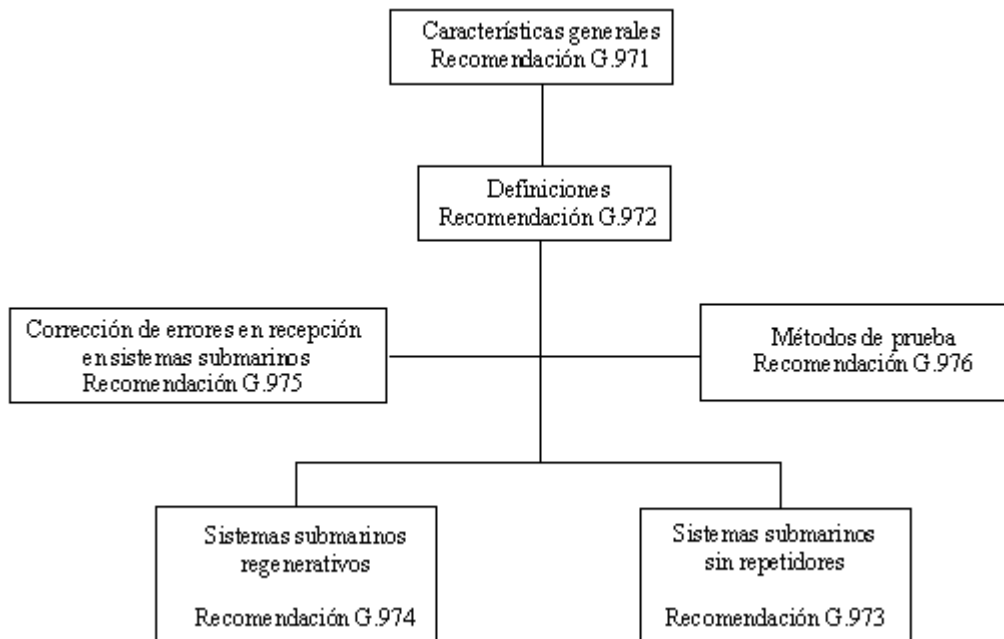 Características generales
Recomendación G.971
Definiciones
Recomendación G.972
Corrección de errores en recepción
en sistemas submarinos
Recomendación G.975
Métodos de prueba
Recomendación G.976
Sistemas submarinos
regenerativos
Recomendación G.974
Sistemas submarinos
sin repetidores
Recomendación G.973